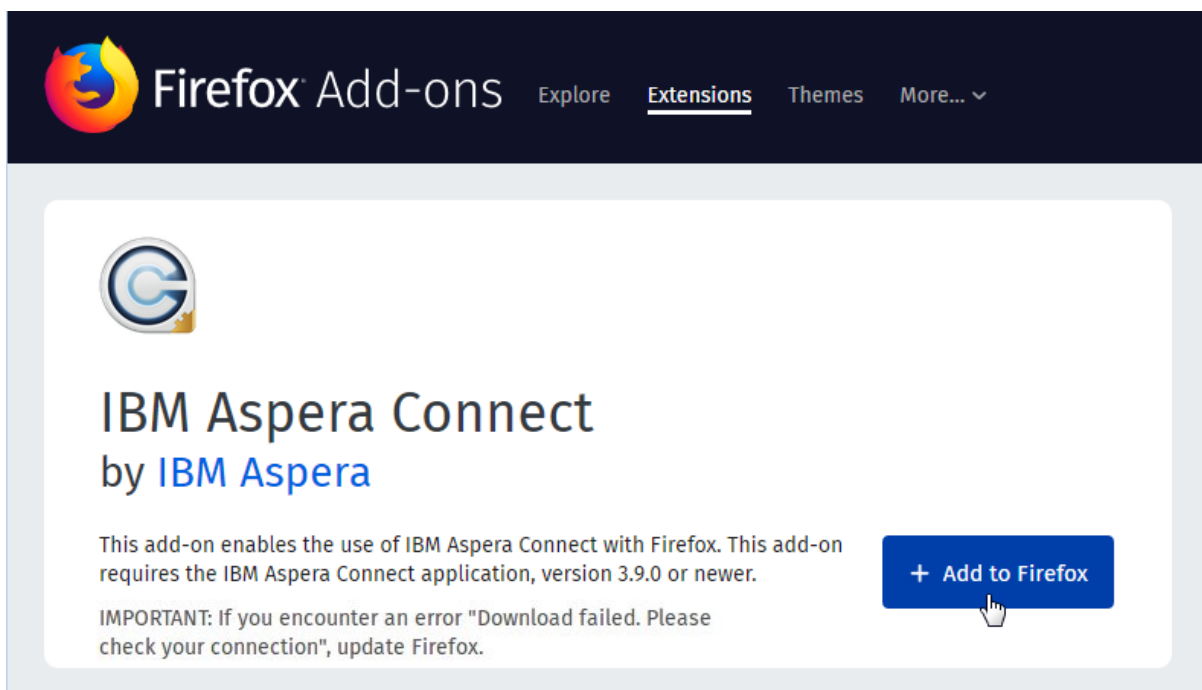 Firefox Add-ons Explore Extensions Themes More...
IBM Aspera Connect
by IBM Aspera
This add-on enables the use of IBM Aspera Connect with Firefox. This add-on
requires the IBM Aspera Connect application, version 3.9.0 or newer.
+ Add to Firefox
IMPORTANT: If you encounter an error "Download failed. Please
check your connection", update Firefox.